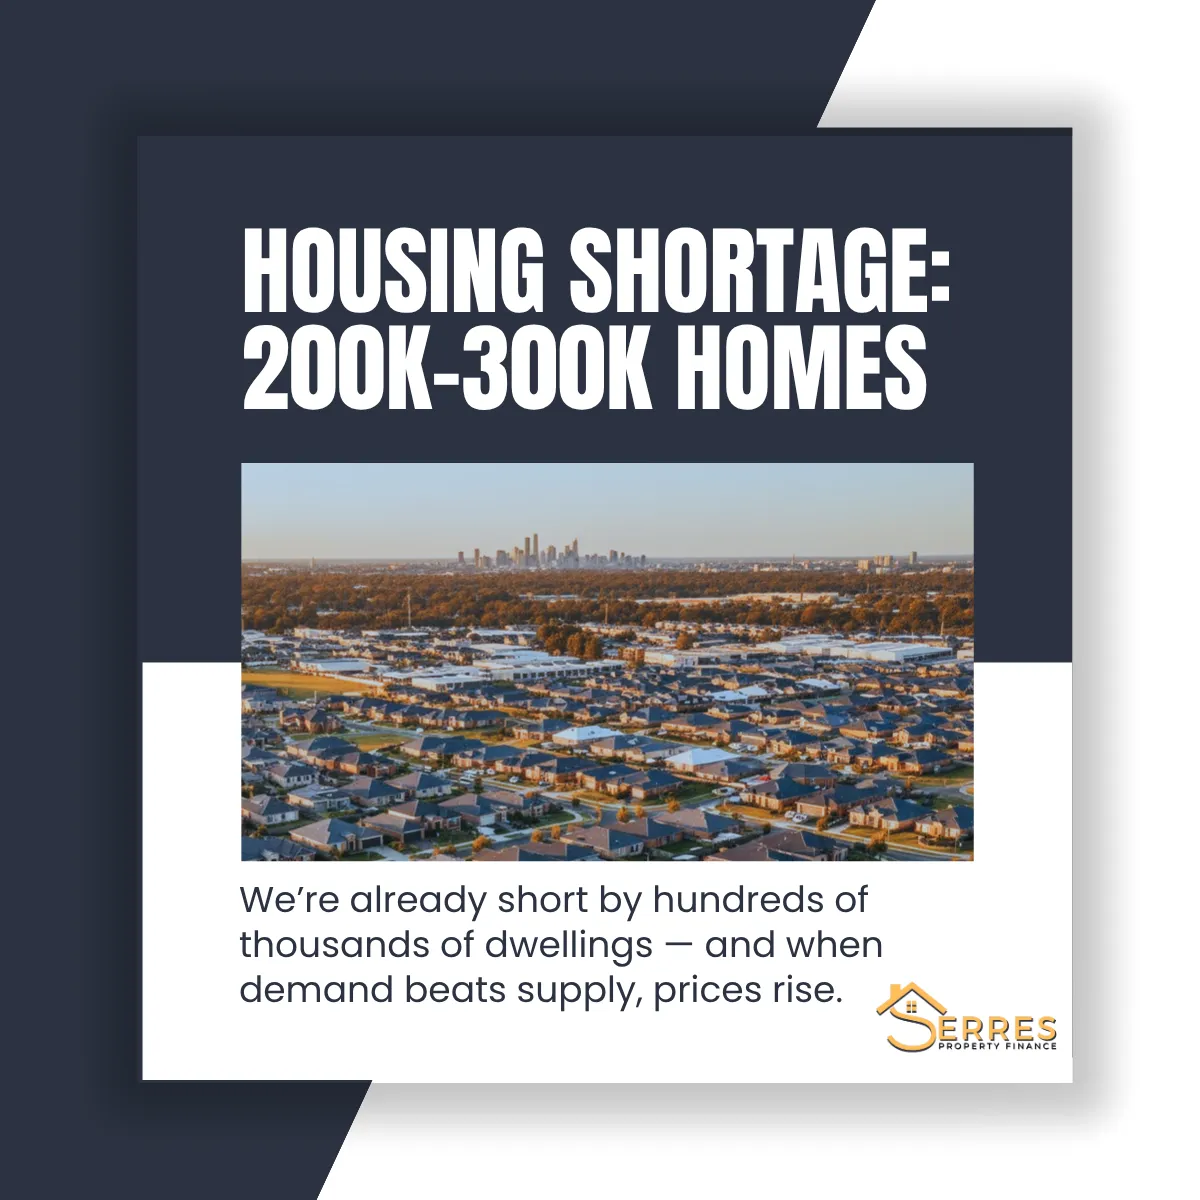 HOUSING SHORTAGE:
200K-300K HOMES
We’re already short by hundreds of
thousands of dwellings — and when
demand beats supply, prices rise.
SERRES
PROPERTY FINANCE